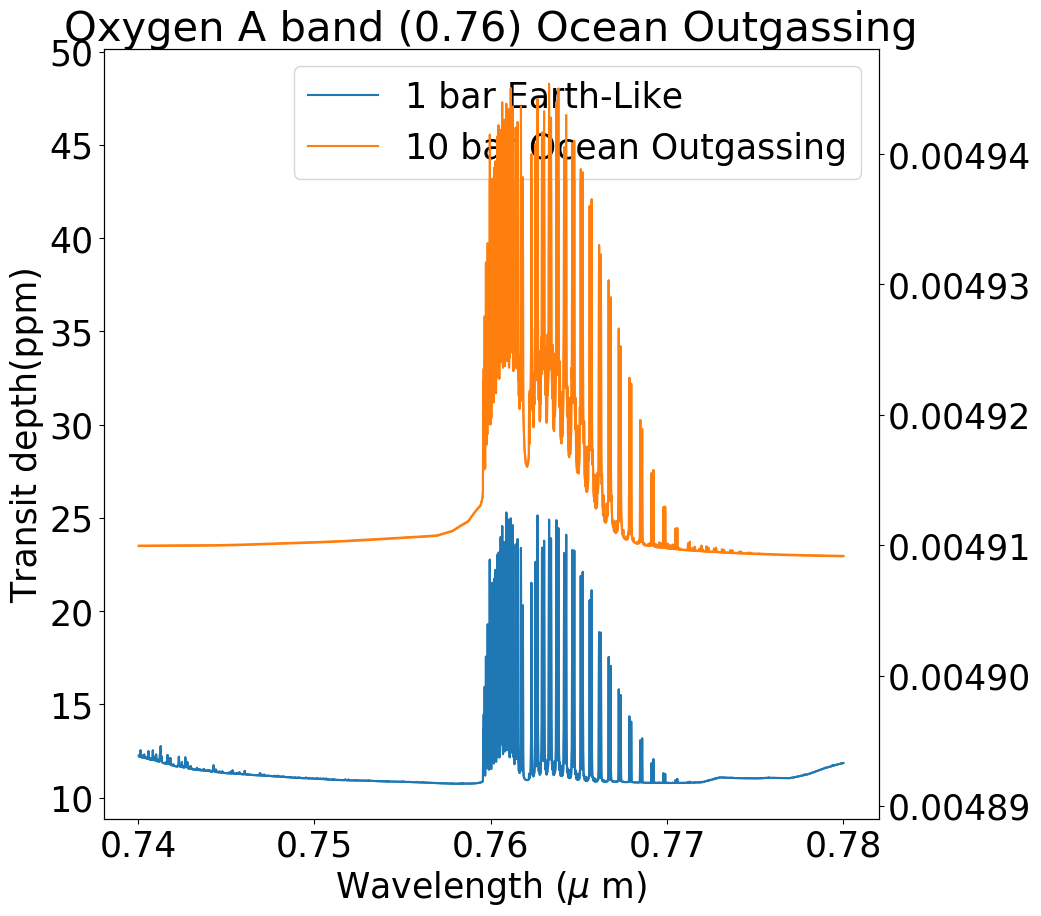 Oxygen A band (0.76) Ocean Outgassing
1 bar Earth-Like
10 bar Ocean Outgassing
Transit depth(ppm)
50
45
40
35
30
25
20
15
10
0.00494
0.00493
0.00492
0.00491
0.00490
0.00489
0.74 0.75 0.76 0.77 0.78
Wavelength (μ m)